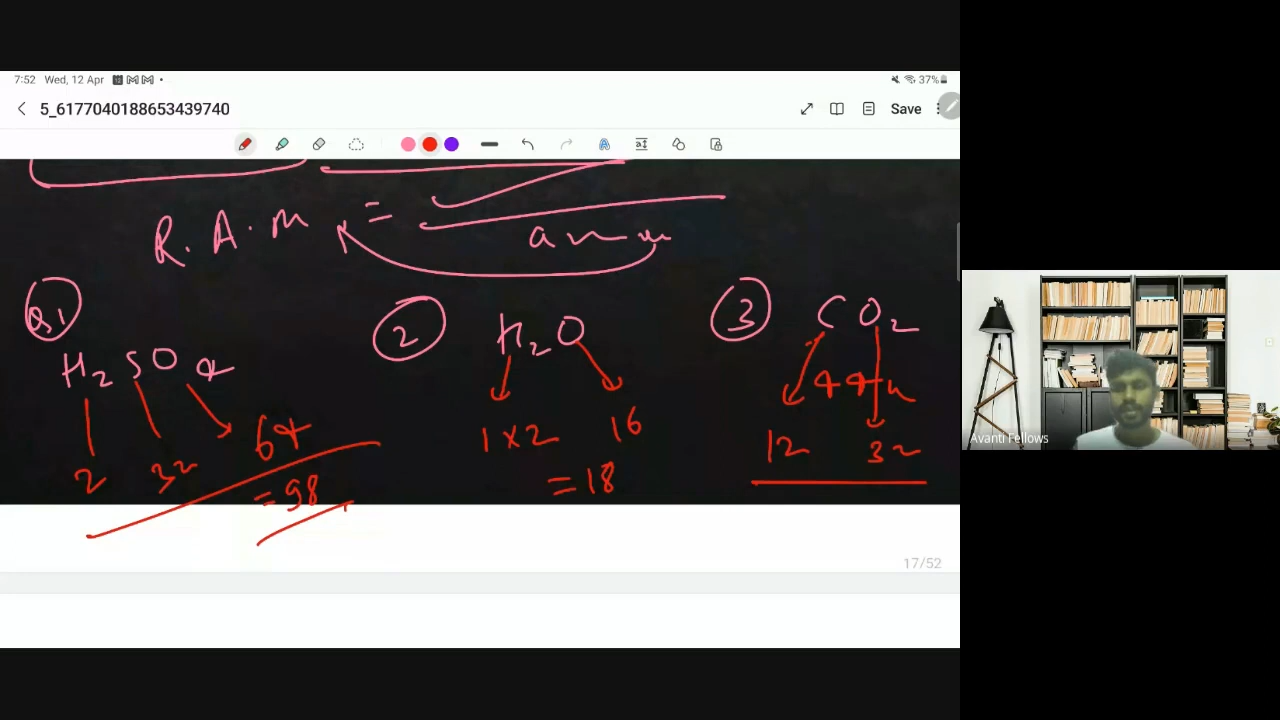 7:52 Wed, 12 Apr
37%
5_6177040188653439740
Save
R.A.M =
amu
Q1
H2SO4
2 32 64
= 98
2
H2O
1 x 2 16
= 18
3
CO2
44u
12 32
17/52
Avanti Fellows